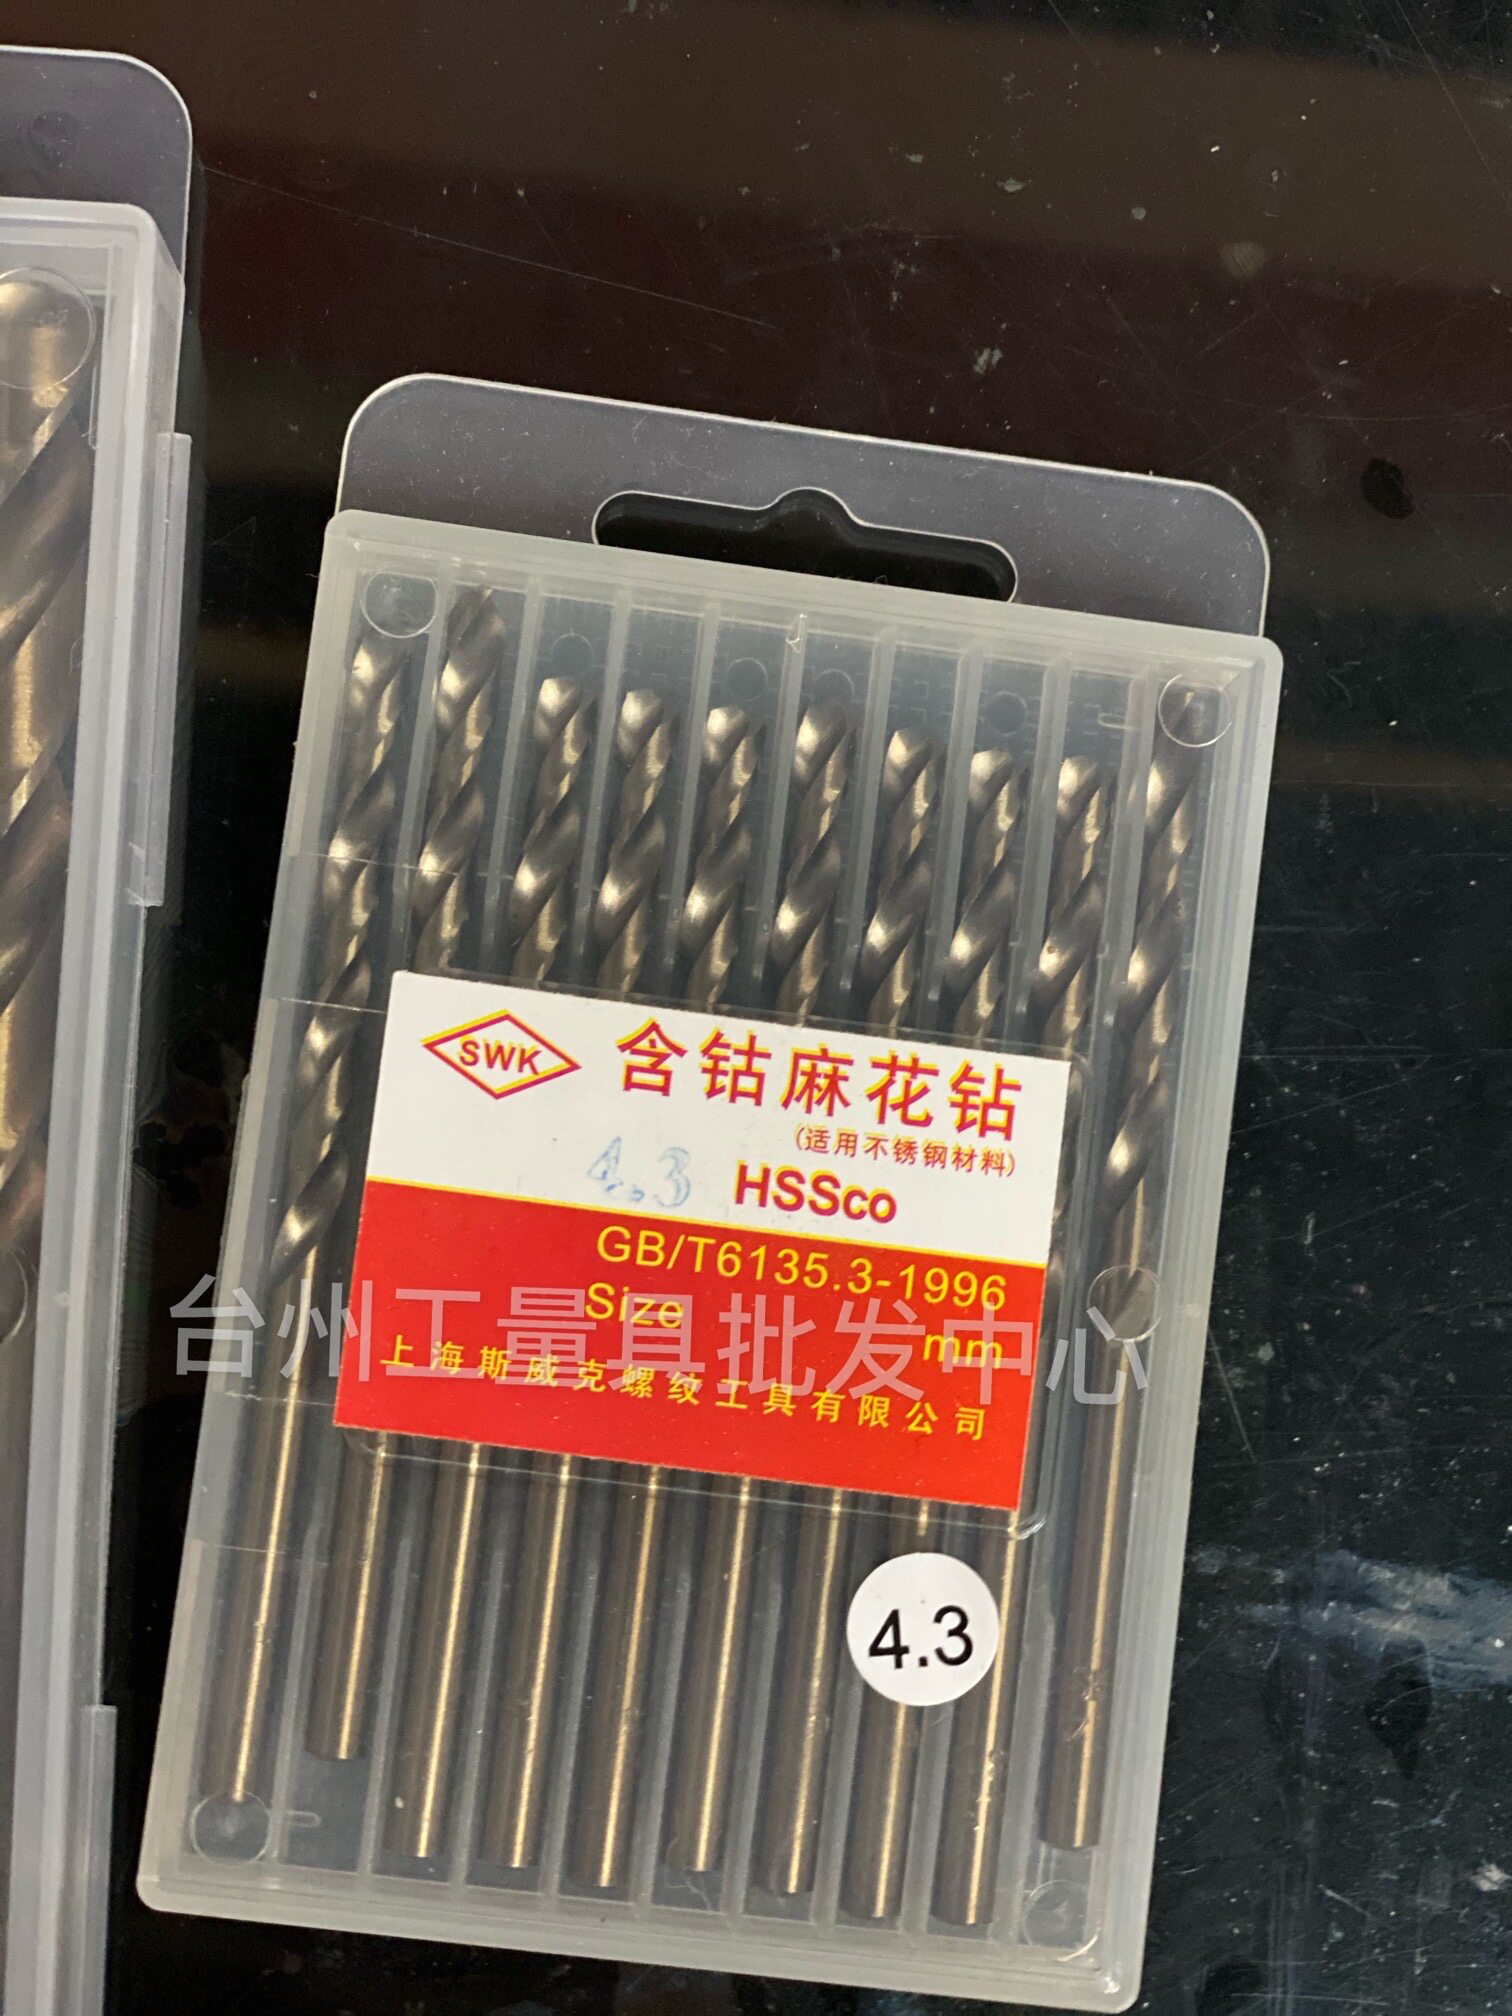 SWK
含钴麻花钻
(适用不锈钢材料)
4.3
HSSco
GB/T6135.3-1996
Size
mm
台州工量具批发中心
上海斯威克螺纹工具有限公司
4.3